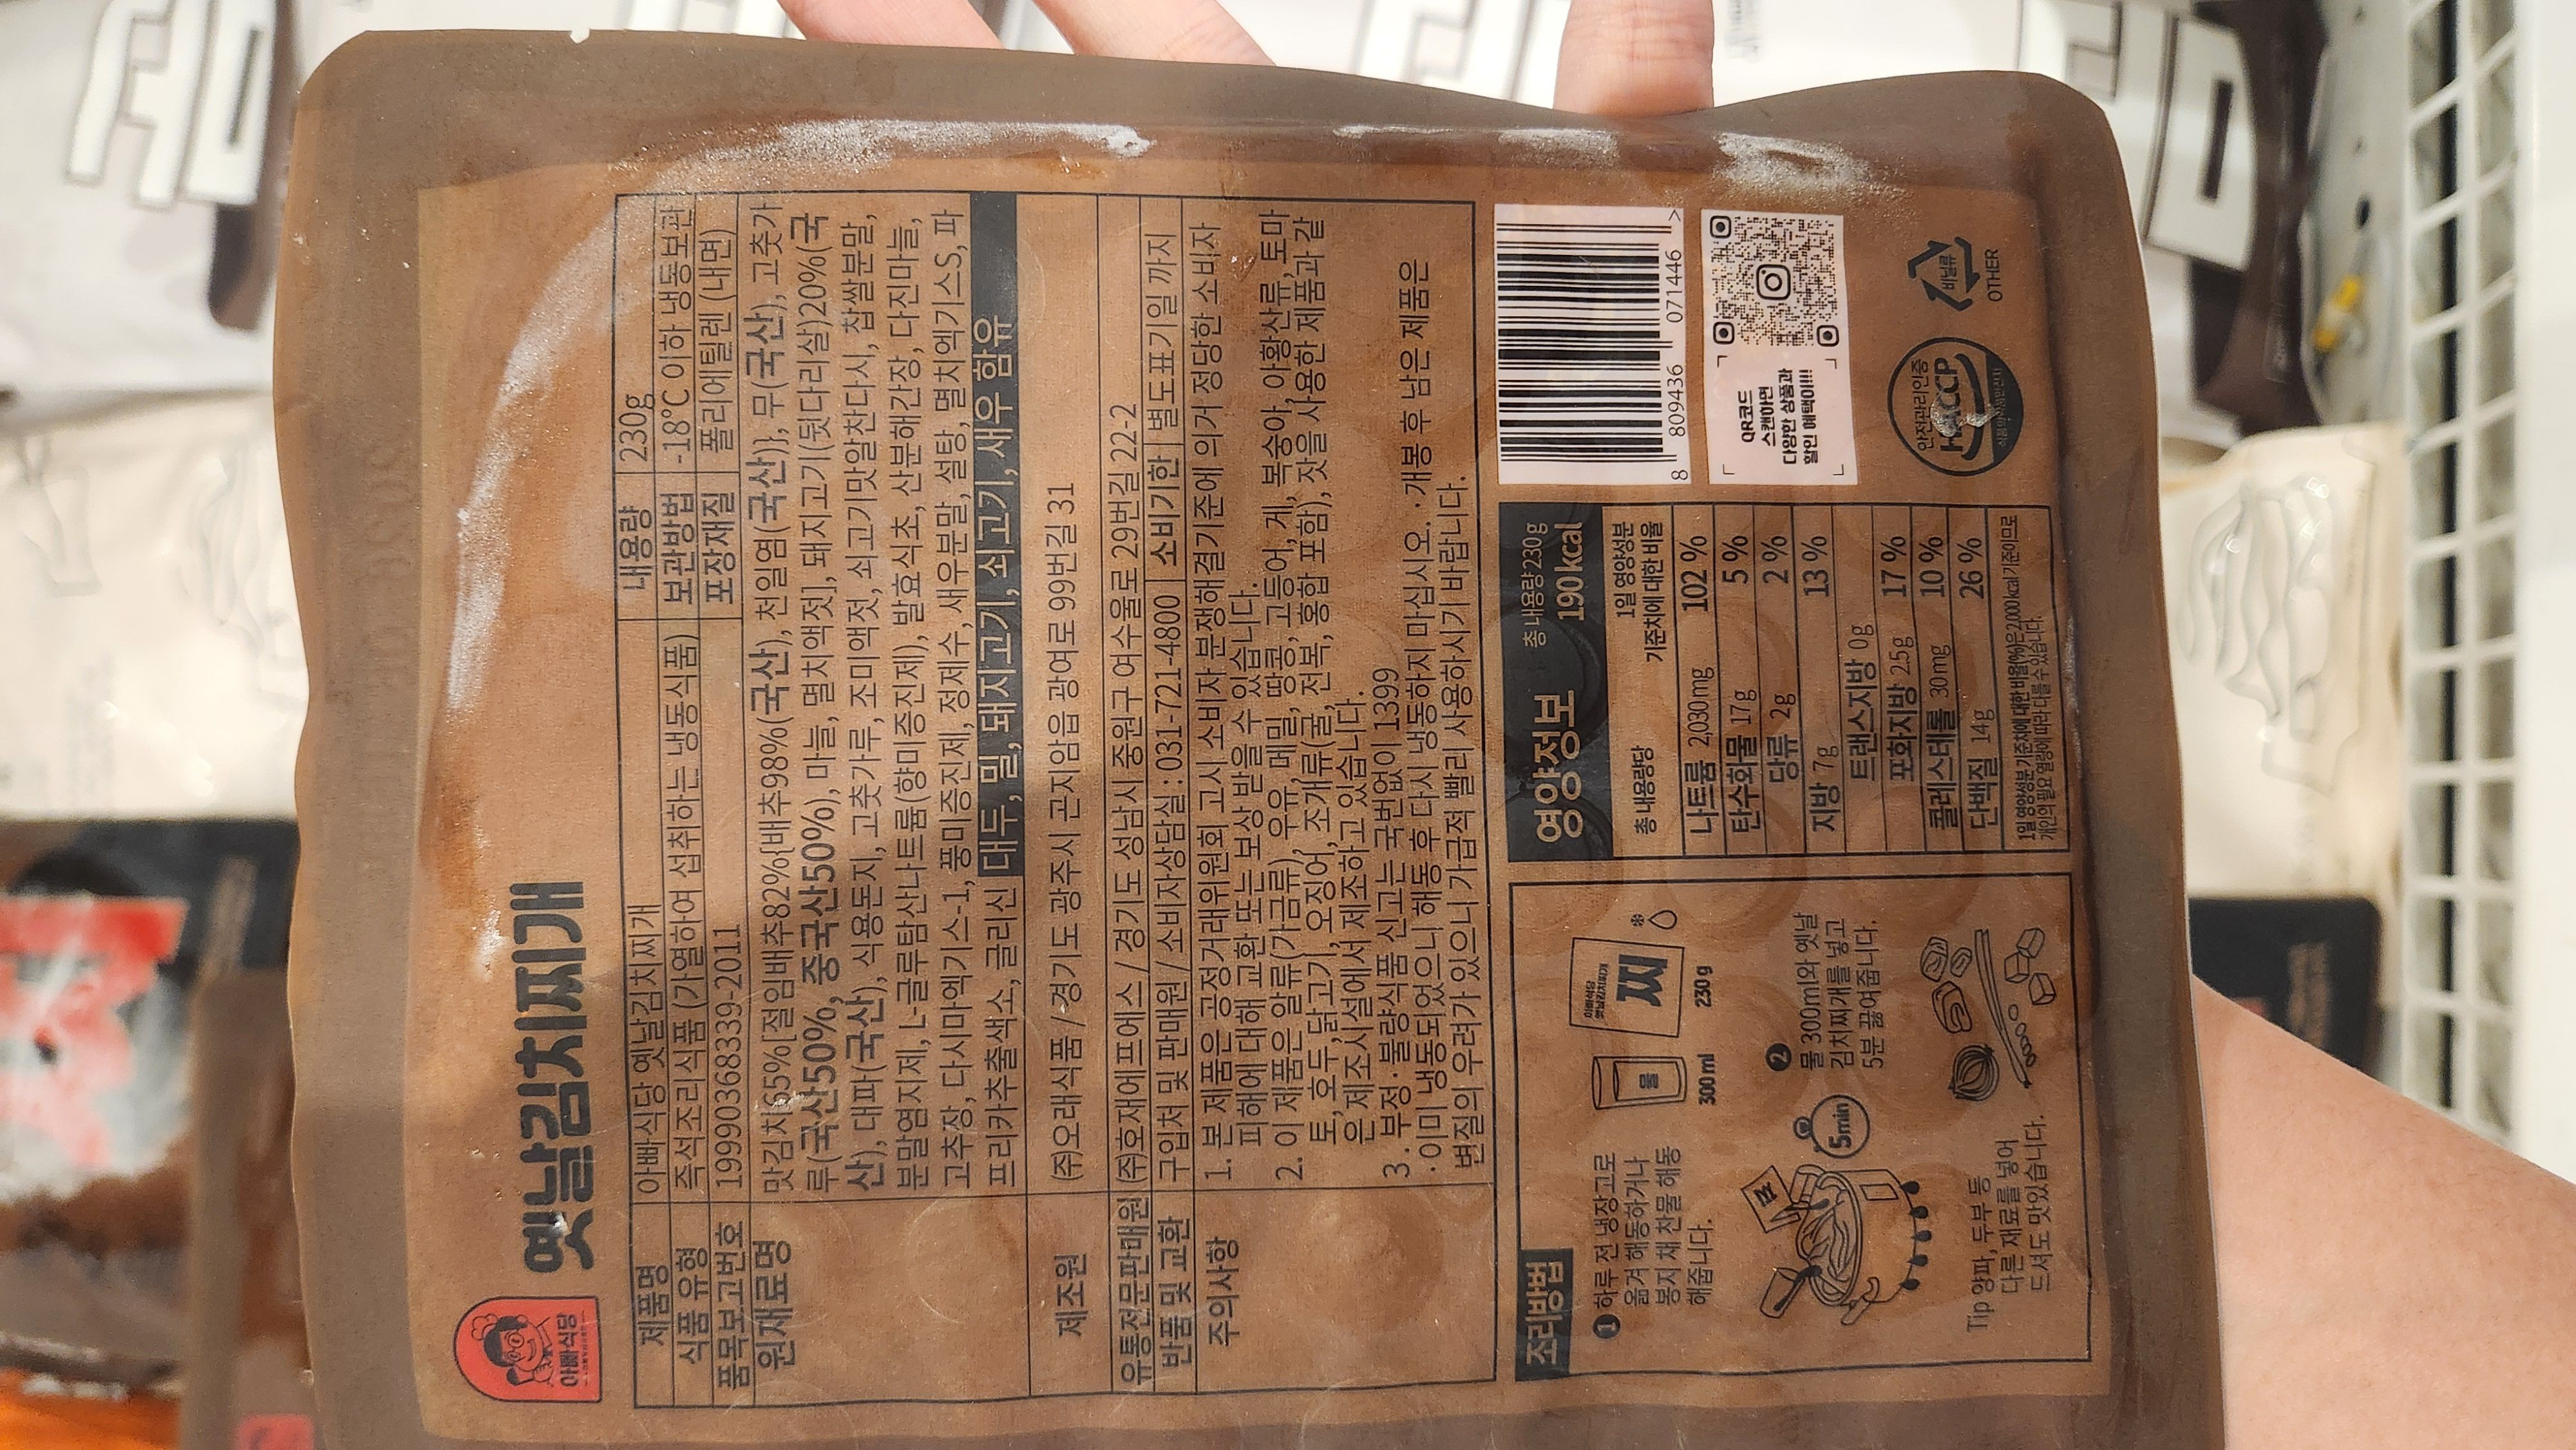 아빠식당
옛날김치찌개
제품명 아빠식당 옛날김치찌개 내용량 230g
식품 유형 즉석조리식품 (가열하여 섭취하는 냉동식품) 보관방법 -18℃ 이하 냉동보관
품목보고번호 19990368339-2011 포장재질 폴리에틸렌 (내면)
원재료명 맛김치65%[절임배추82%{배추98%(국산), 천일염(국산)}, 무(국산), 고춧가
루(국산50%, 중국산50%), 마늘, 멸치액젓], 돼지고기(뒷다리살)20%(국
산), 대파(국산), 식용돈지, 고춧가루, 조미액젓, 쇠고기맛알찬다시, 찹쌀분말,
분말염지제, L-글루탐산나트륨(향미증진제), 발효식초, 산분해간장, 다진마늘,
고추장, 다시마엑기스-1, 풍미증진제, 정제수, 새우분말, 설탕, 멸치엑기스S, 파
프리카추출색소, 글리신 대두, 밀, 돼지고기, 쇠고기, 새우 함유
제조원 ㈜오래식품 / 경기도 광주시 곤지암읍 광여로 99번길 31
유통전문판매원 ㈜호재에프에스 / 경기도 성남시 중원구 여수울로 29번길 22-2
반품 및 교환 구입처 및 판매원 / 소비자상담실 : 031-721-4800 소비기한 별도표기일 까지
주의사항 1. 본 제품은 공정거래위원회 고시 소비자 분쟁해결기준에 의거 정당한 소비자
피해에 대해 교환 또는 보상 받을 수 있습니다.
2. 이 제품은 알류(가금류), 우유, 메밀, 땅콩, 고등어, 게, 복숭아, 아황산류, 토마
토, 호두,닭고기, 오징어, 조개류(굴, 전복, 홍합 포함), 잣을 사용한 제품과 같
은 제조시설에서 제조하고 있습니다.
3. 부정·불량식품 신고는 국번없이 1399
·이미 냉동되었으니 해동 후 다시 냉동하지 마십시오. ·개봉 후 남은 제품은
변질의 우려가 있으니 가급적 빨리 사용하시기 바랍니다.
조리방법
1 하루 전 냉장고로
옮겨 해동하거나
봉지 채 찬물 해동
해줍니다.
물
300ml
아빠식당
옛날김치찌개
찌
230g
5min
2
물 300ml와 옛날
김치찌개를 넣고
5분 끓여줍니다.
Tip 양파, 두부 등
다른 재료를 넣어
드셔도 맛있습니다.
영양정보 총 내용량 230g
190kcal
총 내용량당 1일 영양성분
기준치에 대한 비율
나트륨 2,030mg 102 %
탄수화물 17g 5 %
당류 2g 2 %
지방 7g 13 %
트랜스지방 0g
포화지방 2.5g 17 %
콜레스테롤 30mg 10 %
단백질 14g 26 %
1일 영양성분 기준치에 대한 비율(%)은 2,000 kcal 기준이므로
개인의 필요 열량에 따라 다를 수 있습니다.
8 809436 071446 >
QR코드
스캔하면
다양한 상품과
할인 혜택이!!!
안전관리인증
HACCP
비닐류
OTHER